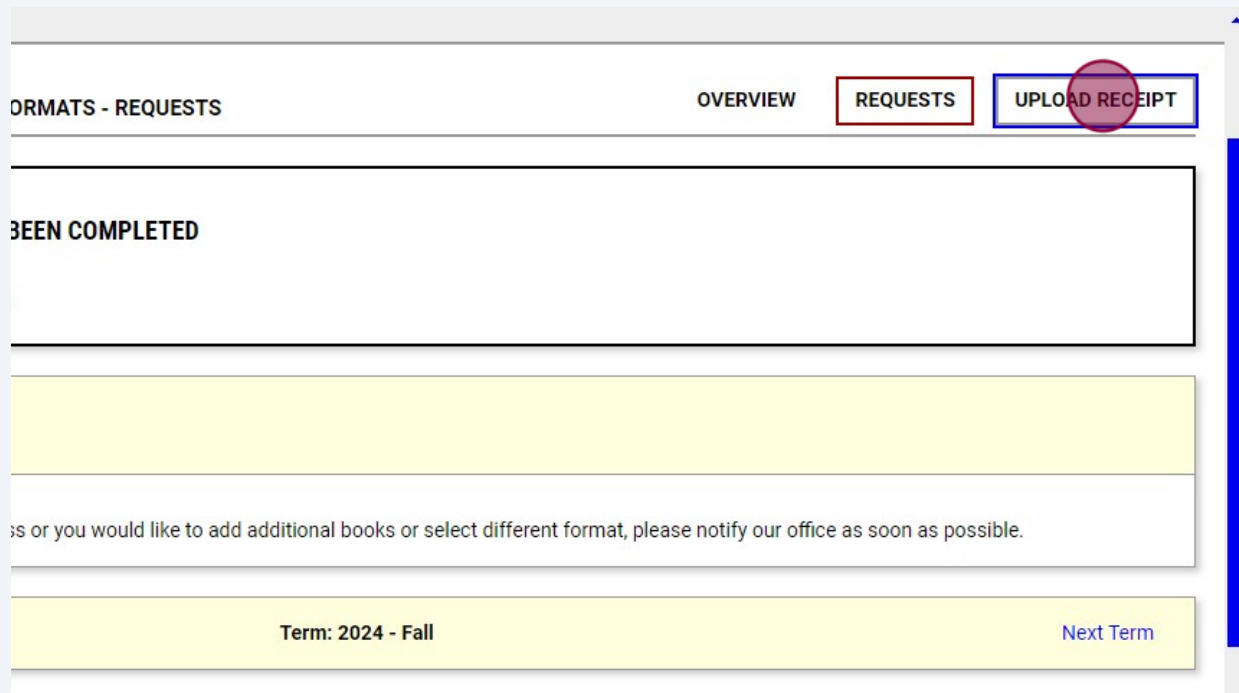 ORMATS - REQUESTS OVERVIEW REQUESTS UPLOAD RECEIPT
BEEN COMPLETED
ss or you would like to add additional books or select different format, please notify our office as soon as possible.
Term: 2024 - Fall Next Term